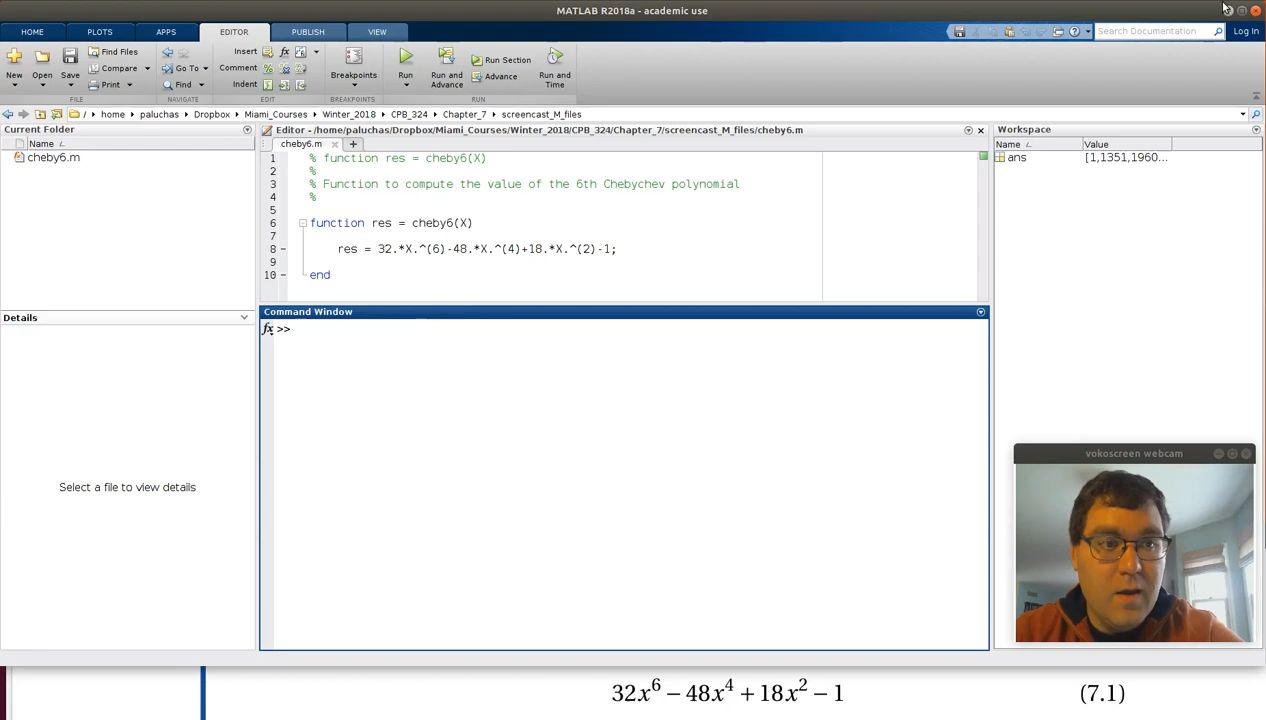 MATLAB R2018a - academic use
HOME PLOTS APPS EDITOR PUBLISH VIEW Search Documentation Log In
New Open Save Find Files Compare Print Go To Find Insert Comment Indent fx Breakpoints Run Run and Advance Run Section Advance Run and Time
FILE NAVIGATE EDIT BREAKPOINTS RUN
/ home paluchas Dropbox Miami_Courses Winter_2018 CPB_324 Chapter_7 screencast_M_files
Current Folder
Name
cheby6.m
Details
Select a file to view details
Editor - /home/paluchas/Dropbox/Miami_Courses/Winter_2018/CPB_324/Chapter_7/screencast_M_files/cheby6.m
cheby6.m
1 % function res = cheby6(X)
2 %
3 % Function to compute the value of the 6th Chebychev polynomial
4 %
5
6 function res = cheby6(X)
7
8 – res = 32.*X.^(6)-48.*X.^(4)+18.*X.^(2)-1;
9
10 – end
Command Window
fx >>
Workspace
Name Value
ans [1,1351,1960...
vokoscreen webcam
32x⁶ − 48x⁴ + 18x² − 1 (7.1)